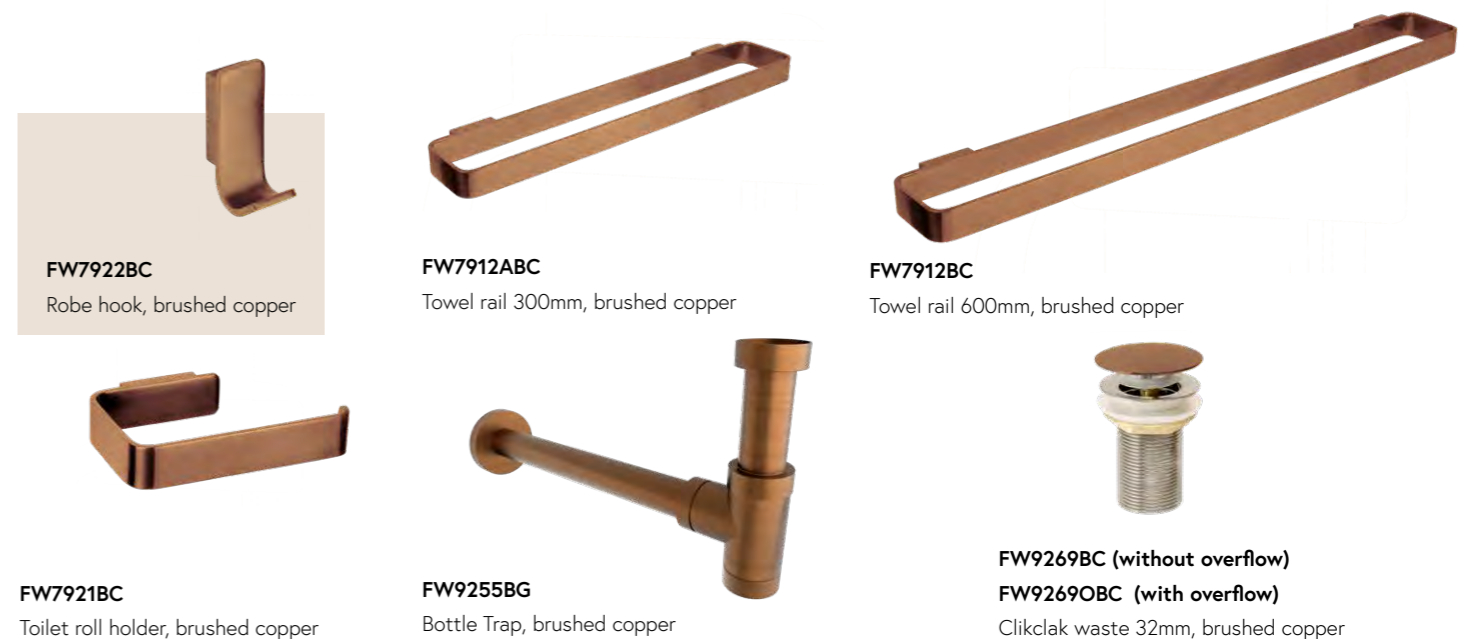 FW7922BC
Robe hook, brushed copper
FW7912ABC
Towel rail 300mm, brushed copper
FW7912BC
Towel rail 600mm, brushed copper
FW7921BC
Toilet roll holder, brushed copper
FW9255BG
Bottle Trap, brushed copper
FW9269BC (without overflow)
FW9269OBC (with overflow)
Clikclak waste 32mm, brushed copper